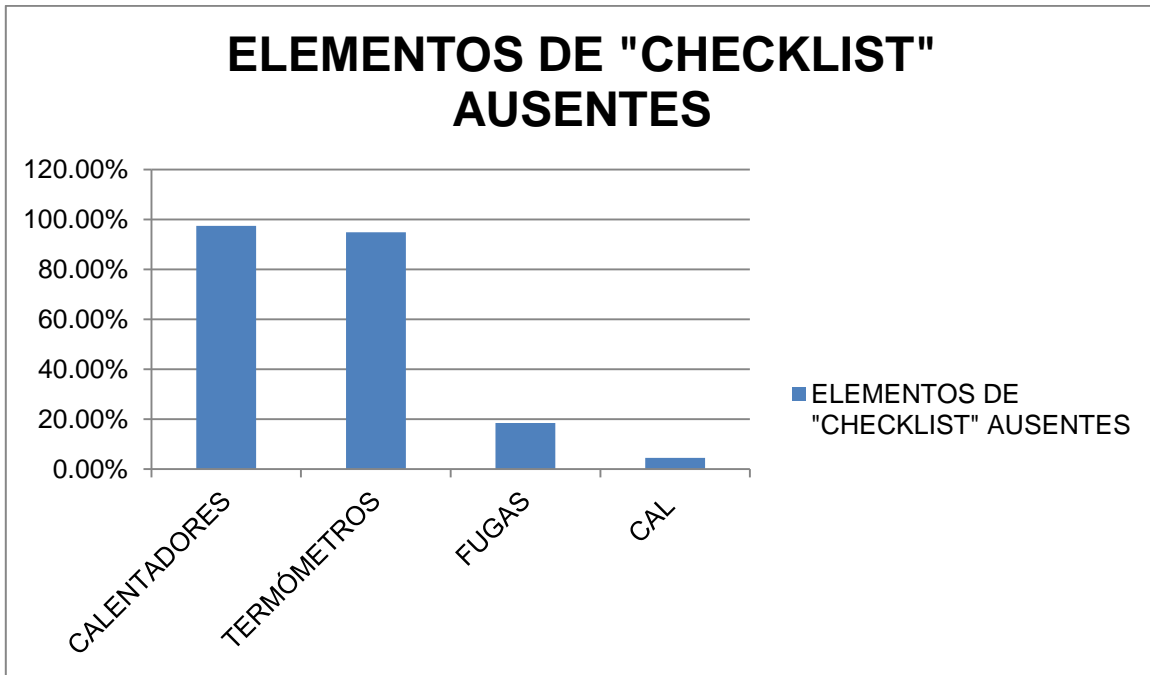 ELEMENTOS DE "CHECKLIST"
AUSENTES
120.00%
100.00%
80.00%
60.00%
40.00%
20.00%
0.00%
CALENTADORES
TERMÓMETROS
FUGAS
CAL
ELEMENTOS DE
"CHECKLIST" AUSENTES